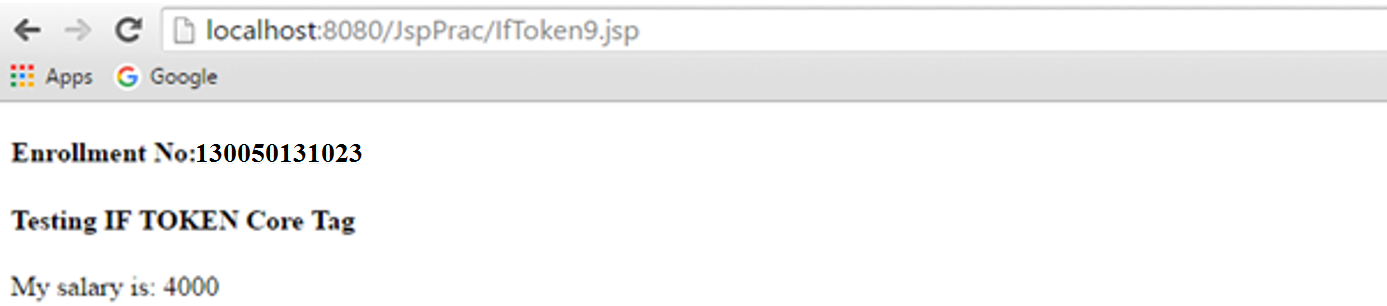 localhost:8080/JspPrac/IfToken9.jsp
Apps Google
Enrollment No:130050131023
Testing IF TOKEN Core Tag
My salary is: 4000